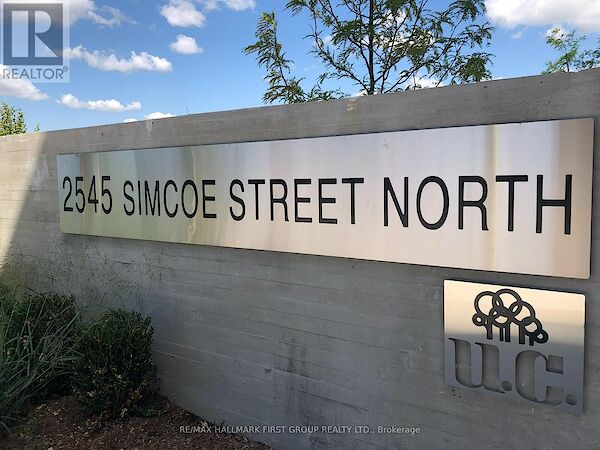 REALTOR®
2545 SIMCOE STREET NORTH
u.c.
RE/MAX HALLMARK FIRST GROUP REALTY LTD., Brokerage